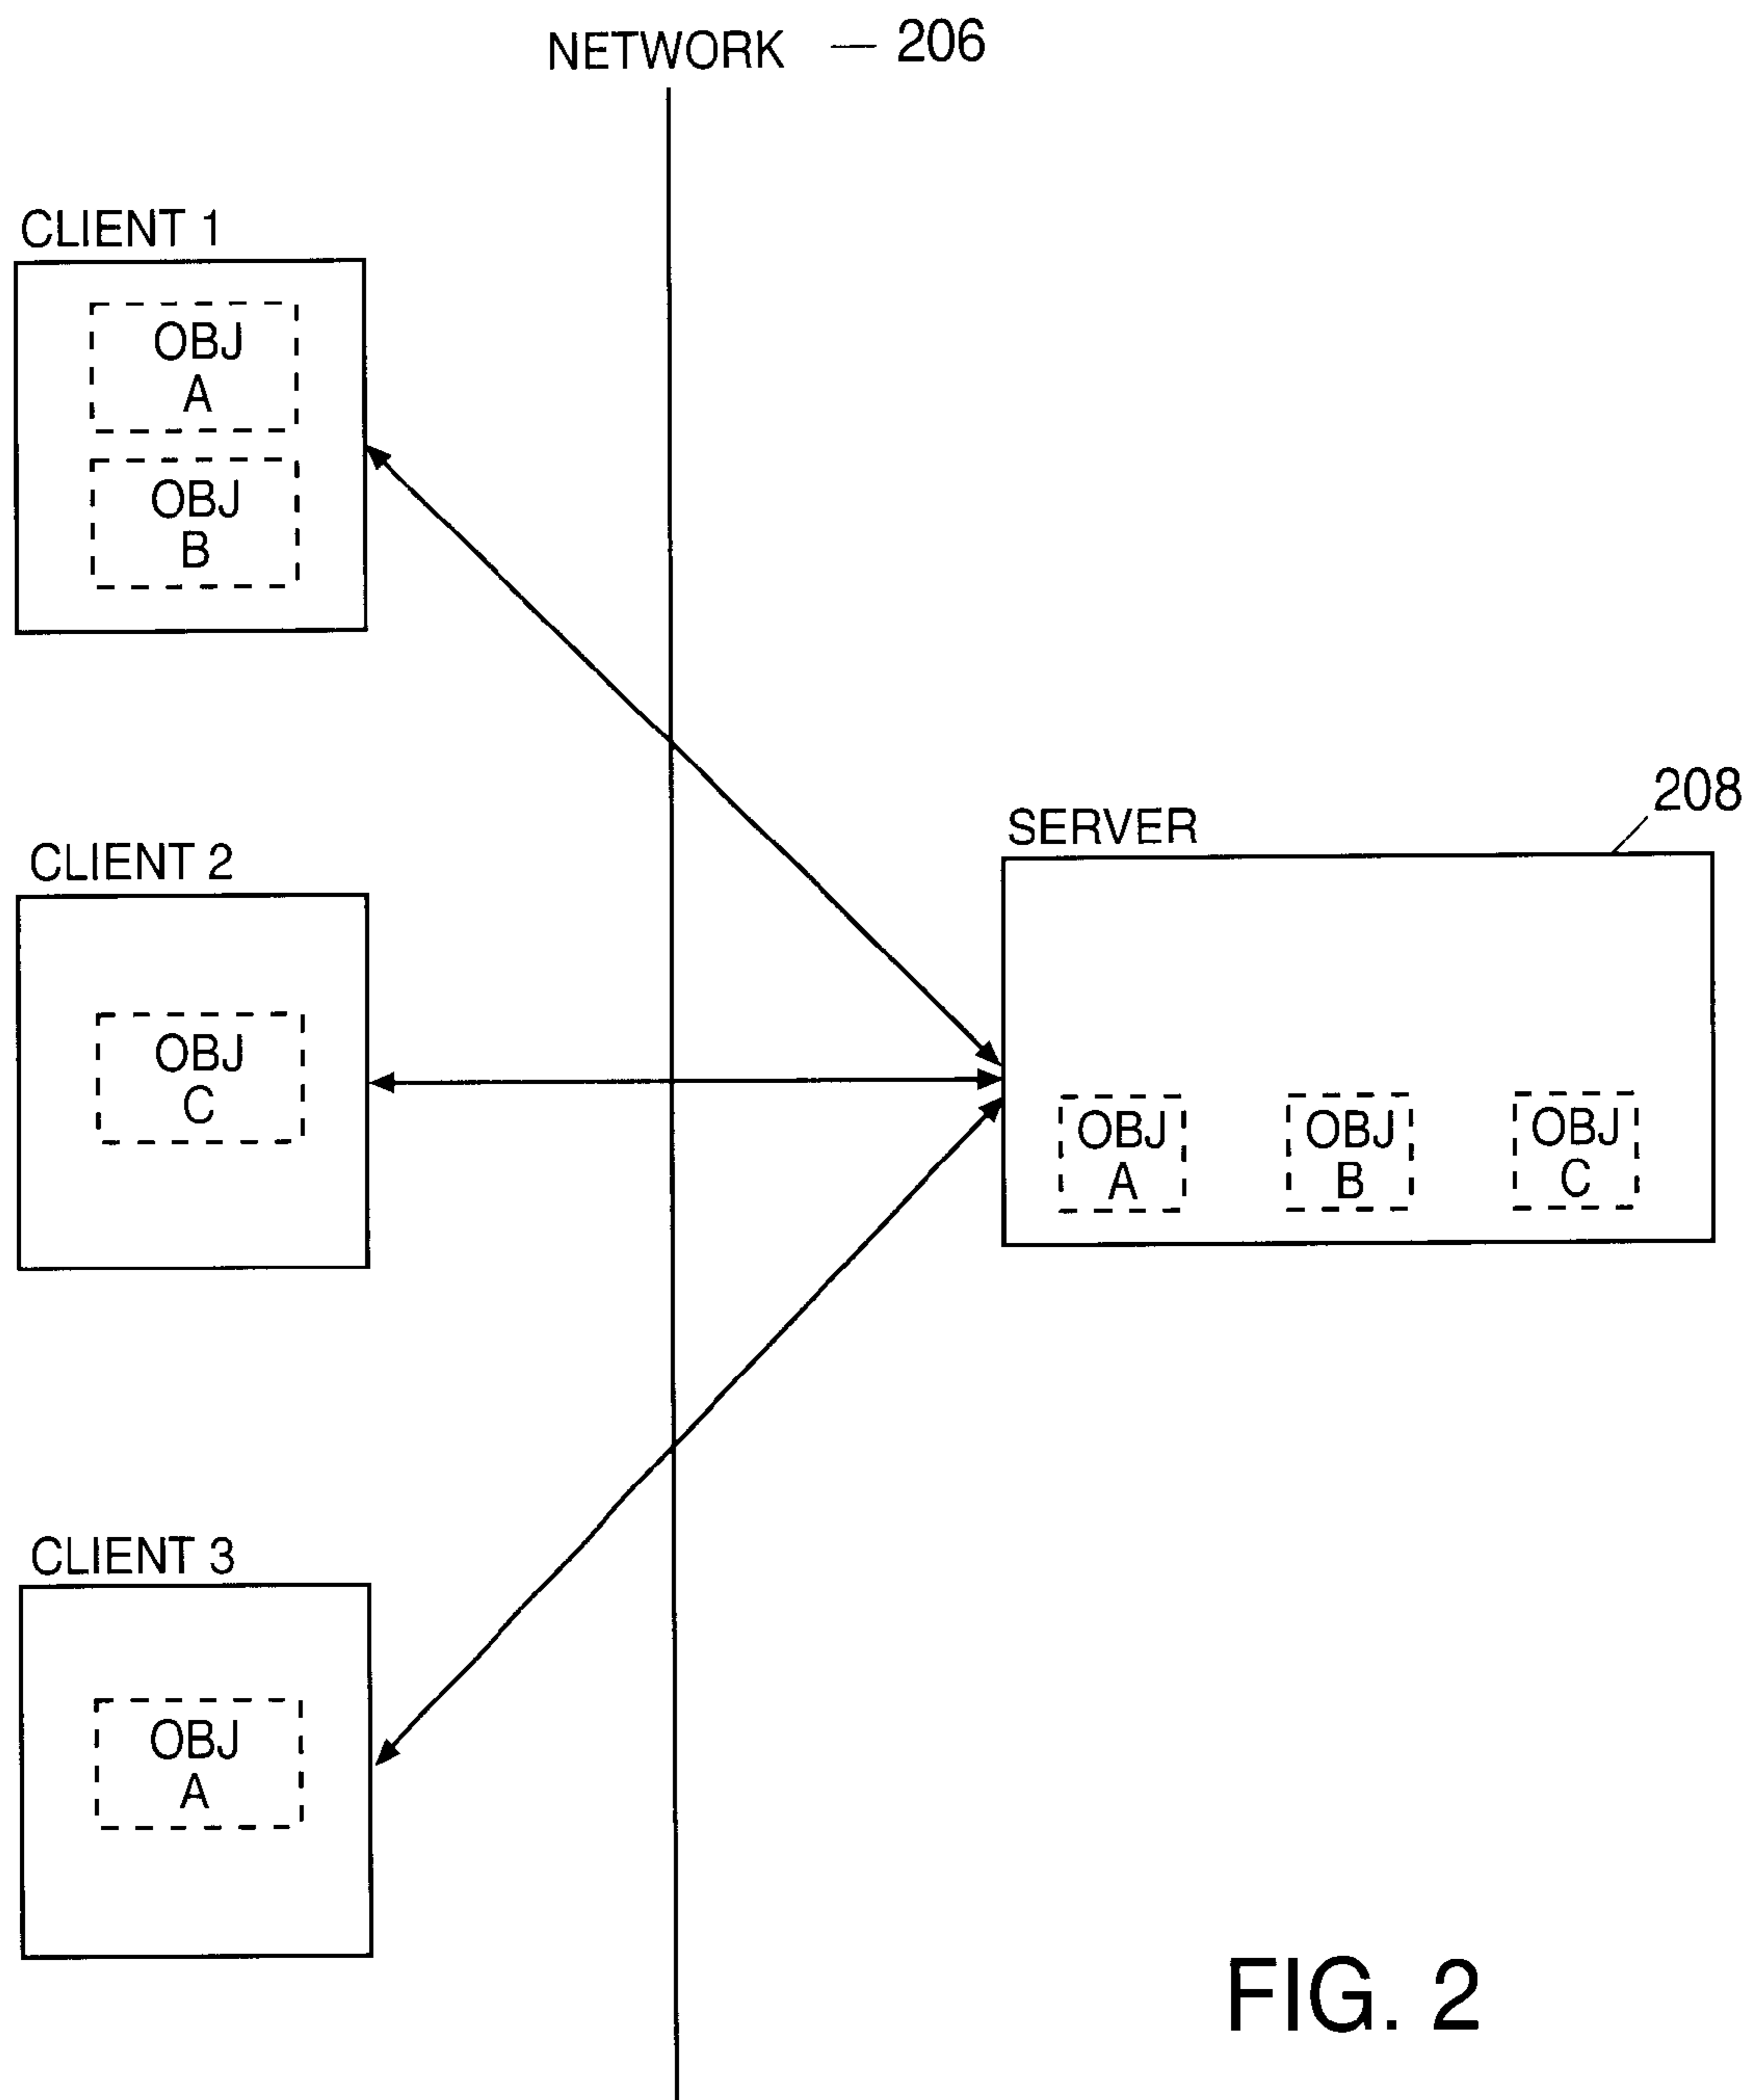 NETWORK — 206
CLIENT 1
OBJ
A
OBJ
B
CLIENT 2
OBJ
C
SERVER
208
OBJ
A
OBJ
B
OBJ
C
CLIENT 3
OBJ
A
FIG. 2